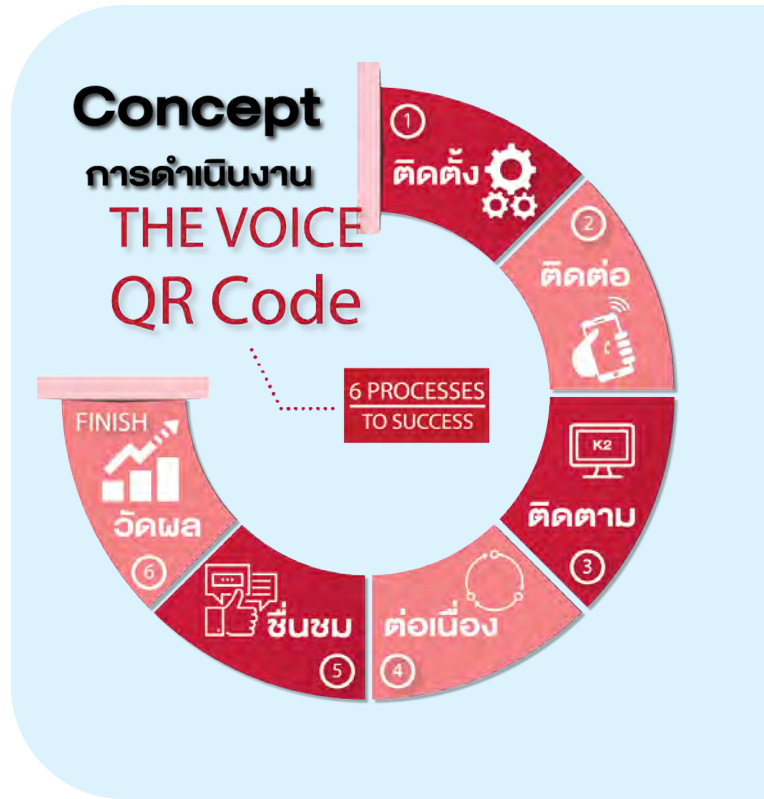 Concept
การดำเนินงาน
THE VOICE
QR Code
6 PROCESSES
TO SUCCESS
1
ติดตั้ง
2
ติดต่อ
K2
ติดตาม
3
ต่อเนื่อง
4
ชื่นชม
5
FINISH
วัดผล
6